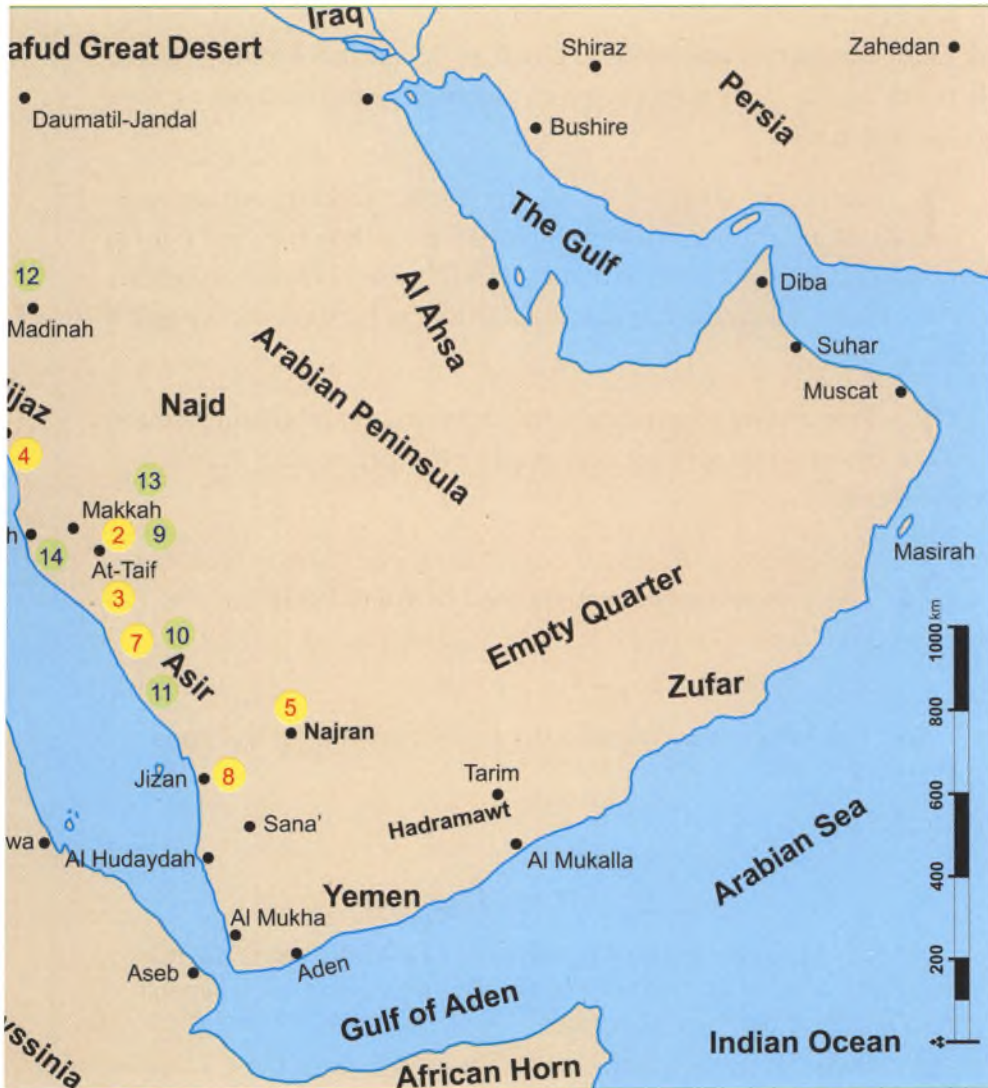 Iraq
afud Great Desert
Shiraz
Zahedan
Daumatil-Jandal
Bushire
Persia
The Gulf
12
Al Ahsa
Diba
Madinah
Arabian Peninsula
Suhar
Muscat
ijaz
Najd
4
13
Makkah
2
9
h
14
At-Taif
Masirah
3
Empty Quarter
1000 km
7
10
Asir
Zufar
11
5
800
Najran
Jizan
8
Tarim
600
Sana'
Hadramawt
Arabian Sea
wa
Al Hudaydah
Al Mukalla
400
Yemen
Al Mukha
200
Aseb
Aden
Gulf of Aden
yssinia
Indian Ocean
African Horn